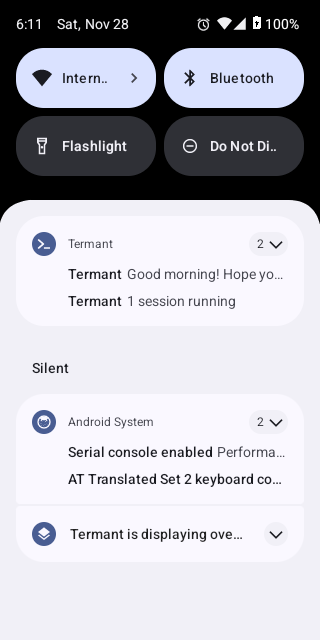 6:11 Sat, Nov 28 100%
Intern.. Bluetooth
Flashlight Do Not Di..
Termant 2
Termant Good morning! Hope yo...
Termant 1 session running
Silent
Android System 2
Serial console enabled Performa...
AT Translated Set 2 keyboard co...
Termant is displaying ove...